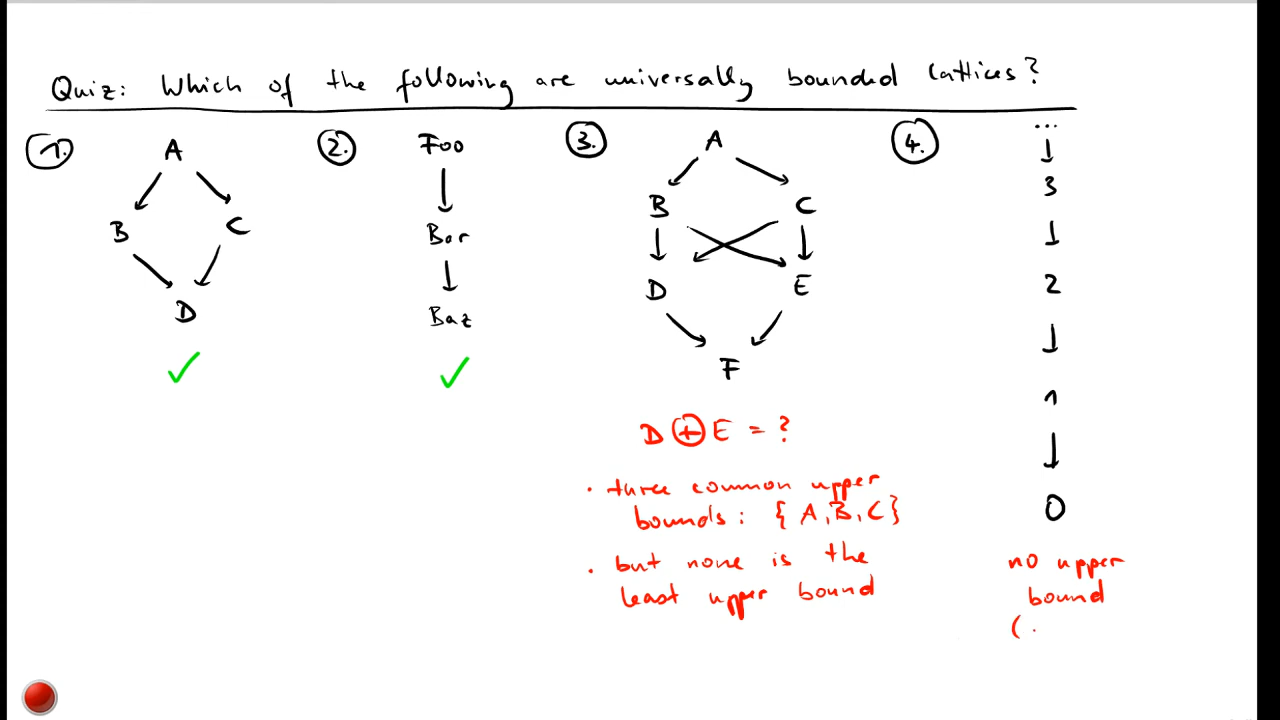 Quiz: Which of the following are universally bounded lattices?
1.
A
B C
D
✓
2.
Foo
Bar
Baz
✓
3.
A
B C
D E
F
D ⊕ E = ?
• three common upper
bounds: {A, B, C}
• but none is the
least upper bound
4.
...
3
2
1
0
no upper
bound
(.